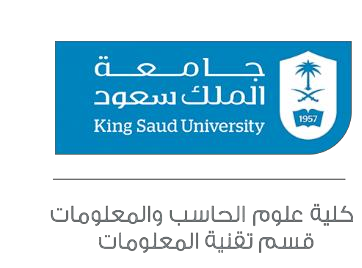 جامعة
الملك سعود
King Saud University
1957
كلية علوم الحاسب والمعلومات
قسم تقنية المعلومات